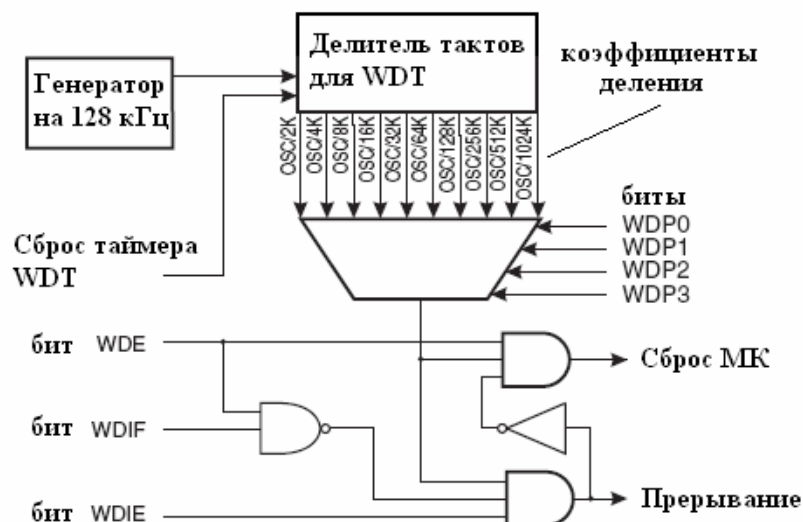 Делитель тактов
для WDT
коэффициенты
деления
Генератор
на 128 кГц
OSC/2K
OSC/4K
OSC/8K
OSC/16K
OSC/32K
OSC/64K
OSC/128K
OSC/256K
OSC/512K
OSC/1024K
биты
WDP0
WDP1
WDP2
WDP3
Сброс таймера
WDT
бит WDE
Сброс МК
бит WDIF
бит WDIE
Прерывание